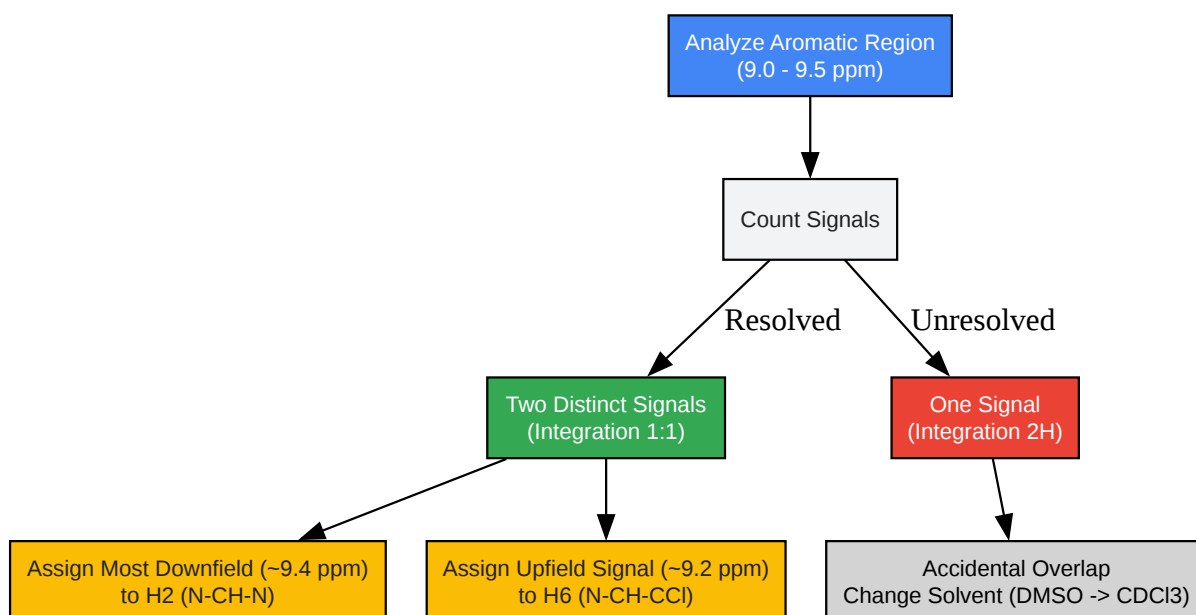 Analyze Aromatic Region
(9.0 - 9.5 ppm)
Count Signals
Resolved
Unresolved
Two Distinct Signals
(Integration 1:1)
One Signal
(Integration 2H)
Assign Most Downfield (~9.4 ppm)
to H2 (N-CH-N)
Assign Upfield Signal (~9.2 ppm)
to H6 (N-CH-CCl)
Accidental Overlap
Change Solvent (DMSO -> CDCl3)